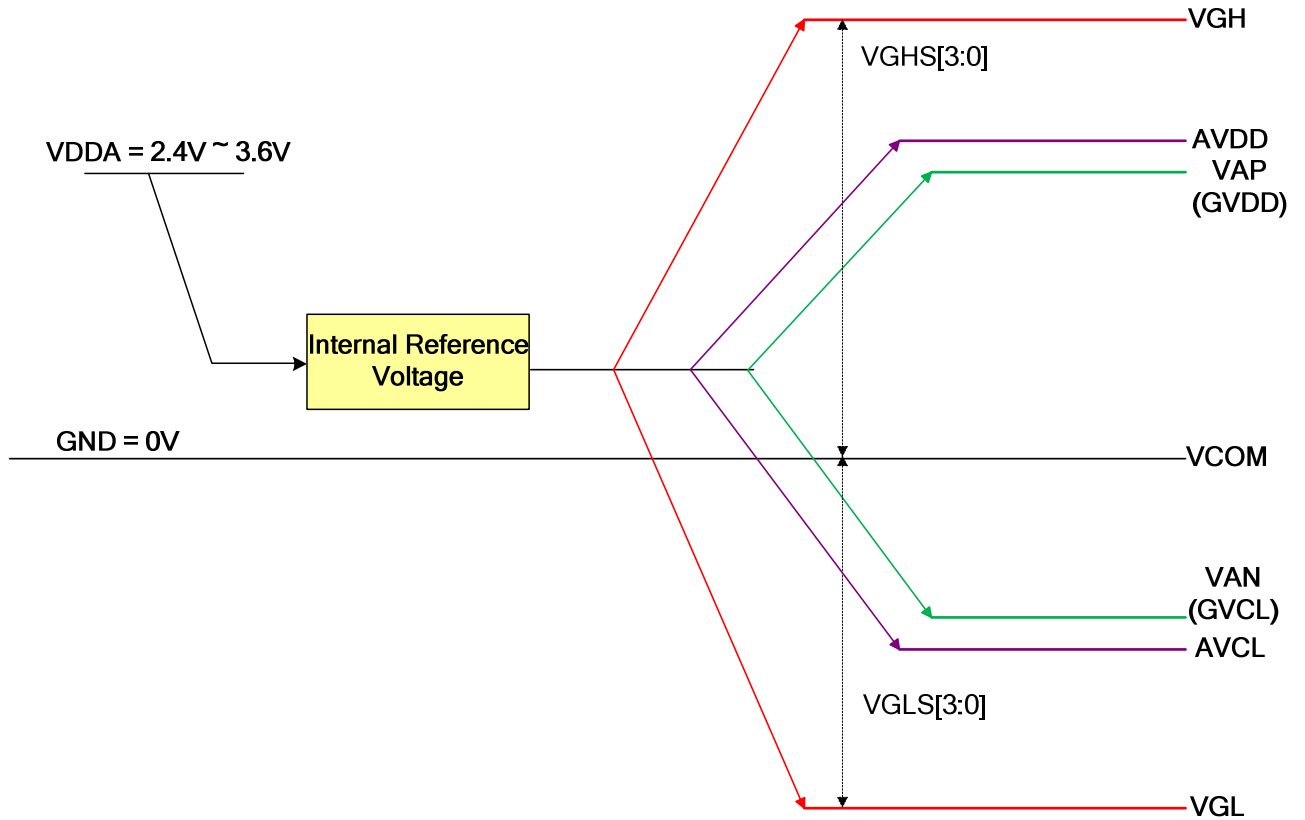 VGH
VGHS[3:0]
VDDA = 2.4V ~ 3.6V
AVDD
VAP
(GVDD)
Internal Reference
Voltage
GND = 0V
VCOM
VAN
(GVCL)
AVCL
VGLS[3:0]
VGL